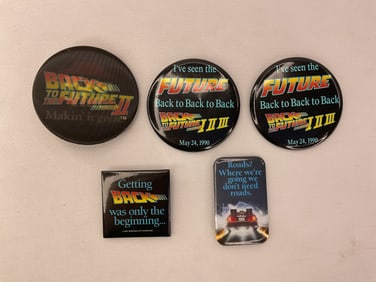 BACK
TO THE FUTURE II
Makin' it great!
I've seen the
FUTURE
Back to Back to Back
BACK
TO THE FUTURE I II III
May 24, 1990
I've seen the
FUTURE
Back to Back to Back
BACK
TO THE FUTURE I II III
May 24, 1990
Getting
BACK
was only the
beginning...
Roads?
Where we're
going we
don't need
roads.